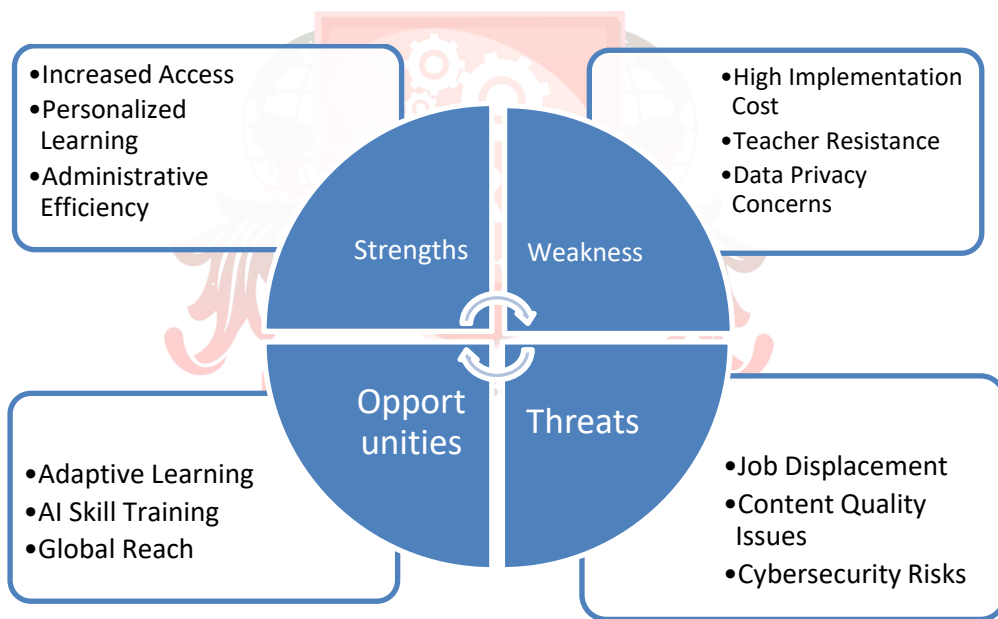 •Increased Access
•Personalized
Learning
•Administrative
Efficiency
•High Implementation
Cost
•Teacher Resistance
•Data Privacy
Concerns
Strengths
Weakness
Opport
unities
Threats
•Adaptive Learning
•AI Skill Training
•Global Reach
•Job Displacement
•Content Quality
Issues
•Cybersecurity Risks